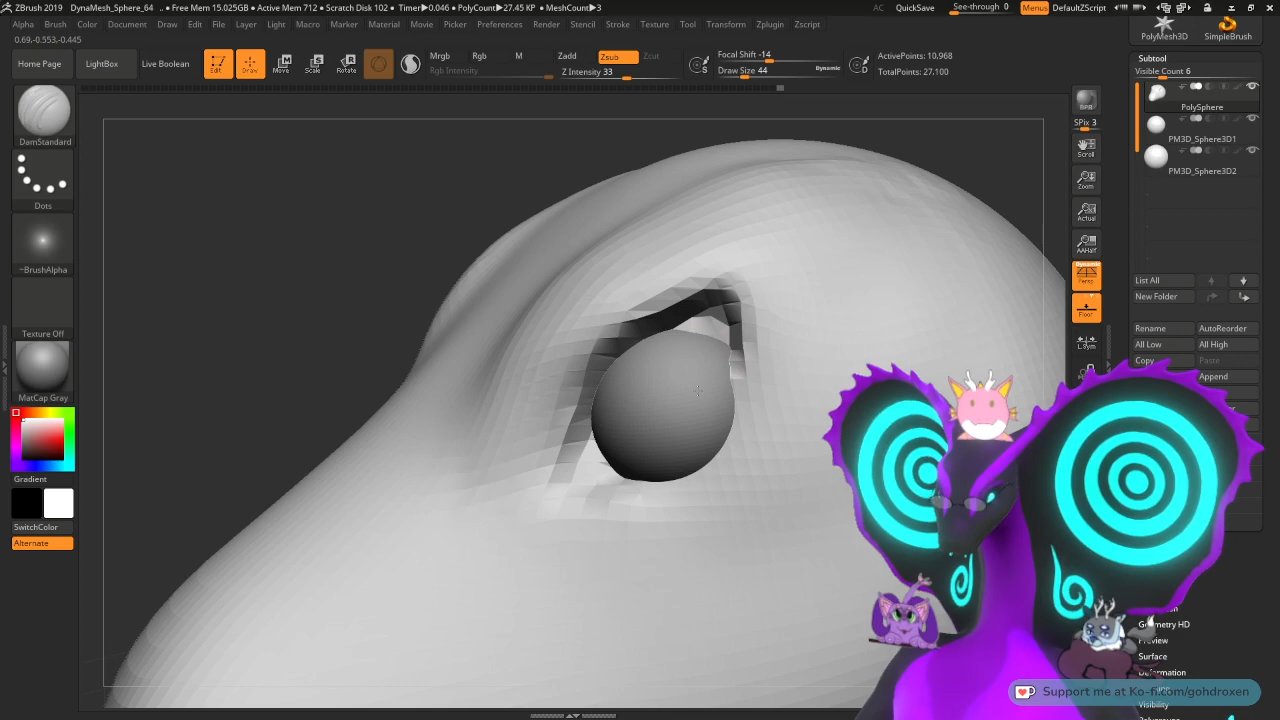 ZBrush 2019 DynaMesh_Sphere_64 .. • Free Mem 15.025GB • Active Mem 712 • Scratch Disk 102 • Timer▶0.046 • PolyCount▶27.45 KP • MeshCount▶3 AC QuickSave See-through 0 Menus DefaultZScript
Alpha Brush Color Document Draw Edit File Layer Light Macro Marker Material Movie Picker Preferences Render Stencil Stroke Texture Tool Transform Zplugin Zscript
0.69,-0.553,-0.445
PolyMesh3D SimpleBrush
Home Page LightBox Live Boolean Edit Draw Move Scale Rotate
Mrgb Rgb M Zadd Zsub Zcut
Rgb Intensity Z Intensity 33
Focal Shift -14
Draw Size 44 Dynamic
ActivePoints: 10,968
TotalPoints: 27,100
Subtool
Visible Count 6
PolySphere
PM3D_Sphere3D1
PM3D_Sphere3D2
DamStandard
Dots
~BrushAlpha
Texture Off
MatCap Gray
Gradient
SwitchColor
Alternate
BPR
SPix 3
Scroll
Zoom
Actual
AAHalf
Dynamic
Persp
Floor
L.Sym
List All
New Folder
Rename AutoReorder
All Low All High
Copy Paste
Append
Geometry HD
Preview
Surface
Deformation
Visibility
Support me at Ko-fi.com/gohdroxen